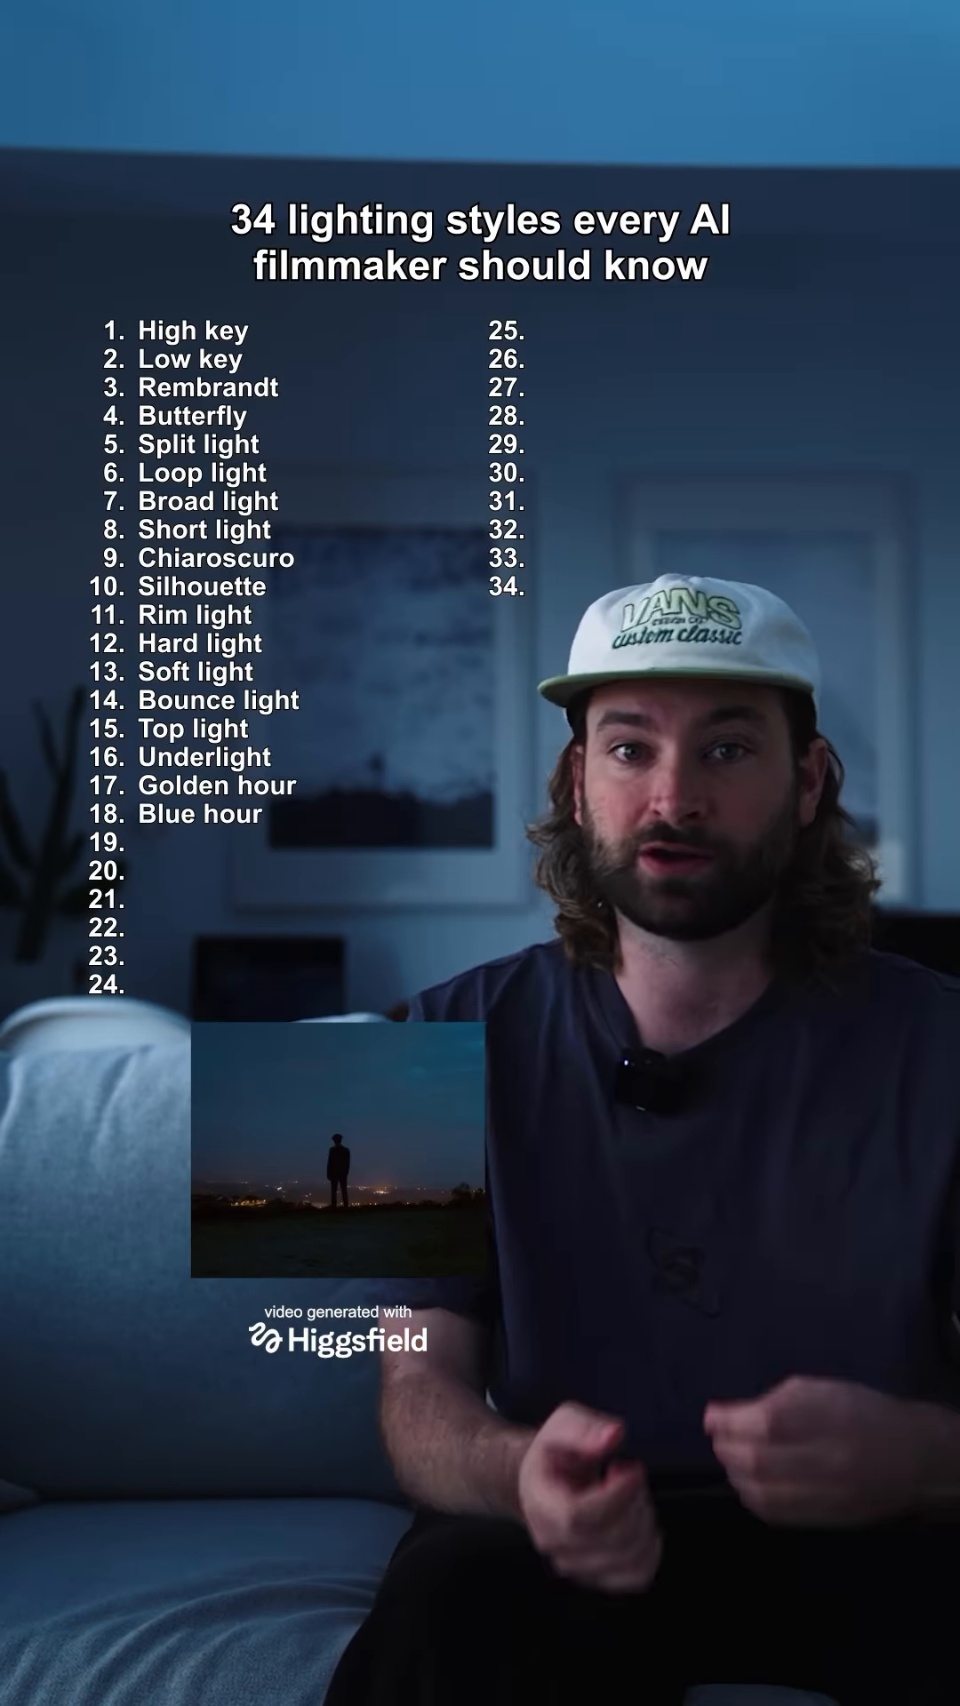 34 lighting styles every AI
filmmaker should know
1. High key
2. Low key
3. Rembrandt
4. Butterfly
5. Split light
6. Loop light
7. Broad light
8. Short light
9. Chiaroscuro
10. Silhouette
11. Rim light
12. Hard light
13. Soft light
14. Bounce light
15. Top light
16. Underlight
17. Golden hour
18. Blue hour
19.
20.
21.
22.
23.
24.
25.
26.
27.
28.
29.
30.
31.
32.
33.
34.
VANS
custom classic
video generated with
Higgsfield